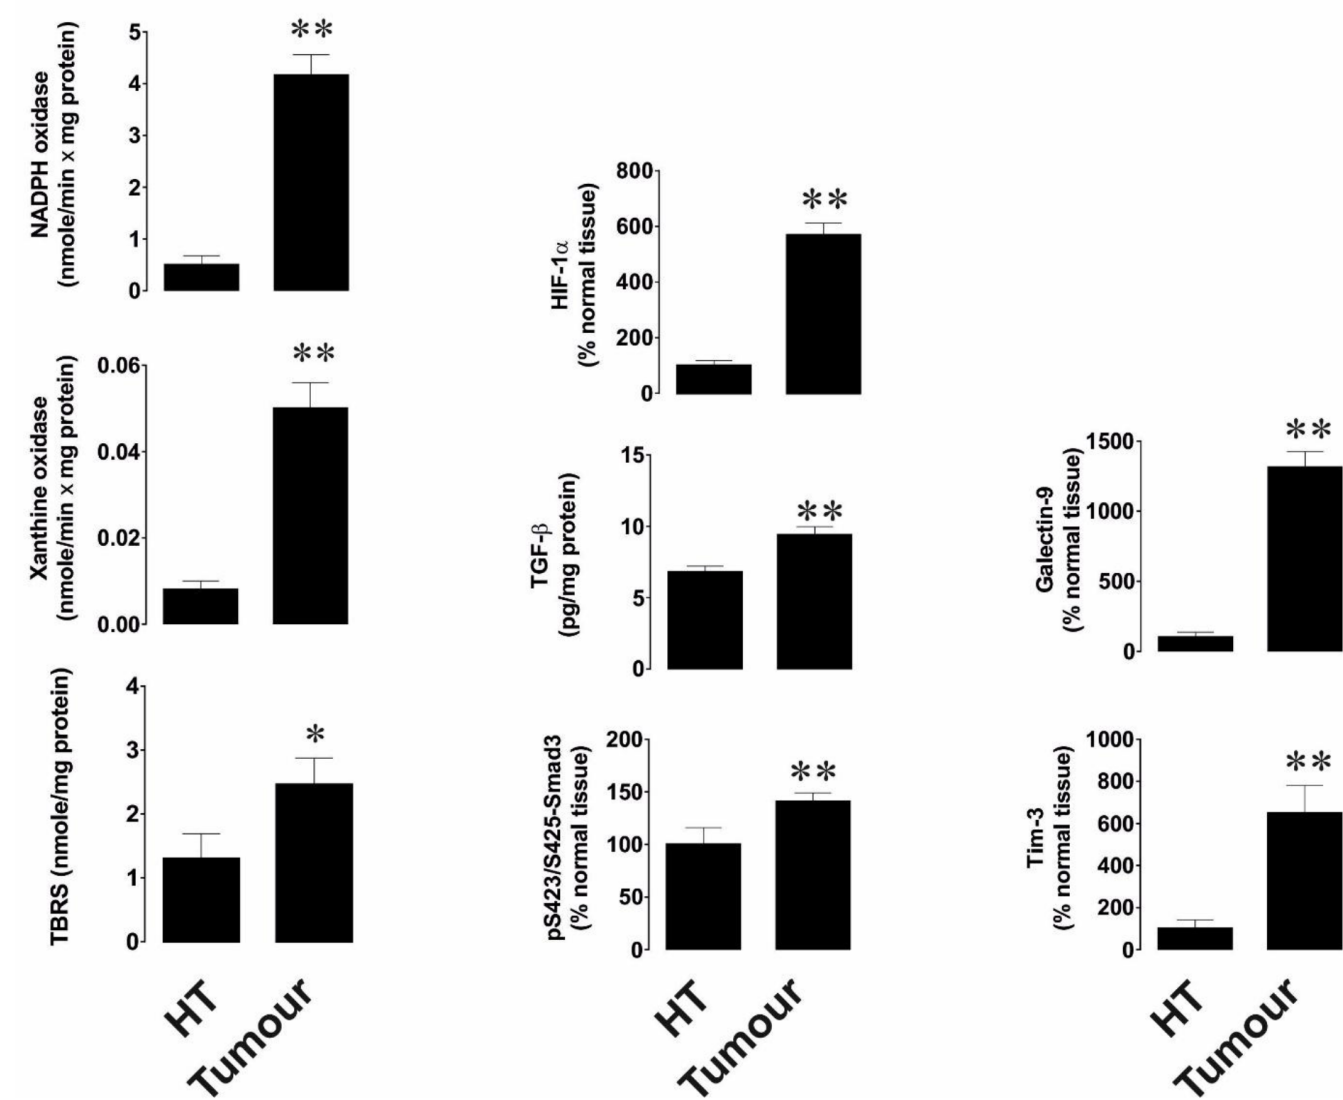 NADPH oxidase
(nmole/min x mg protein)
5
4
3
2
1
0
**
Xanthine oxidase
(nmole/min x mg protein)
0.06
0.04
0.02
0.00
**
TBRS (nmole/mg protein)
4
3
2
1
0
*
HT
Tumour
HIF-1α
(% normal tissue)
800
600
400
200
0
**
TGF-β
(pg/mg protein)
15
10
5
0
**
pS423/S425-Smad3
(% normal tissue)
200
150
100
50
0
**
HT
Tumour
Galectin-9
(% normal tissue)
1500
1000
500
0
**
Tim-3
(% normal tissue)
1000
800
600
400
200
0
**
HT
Tumour